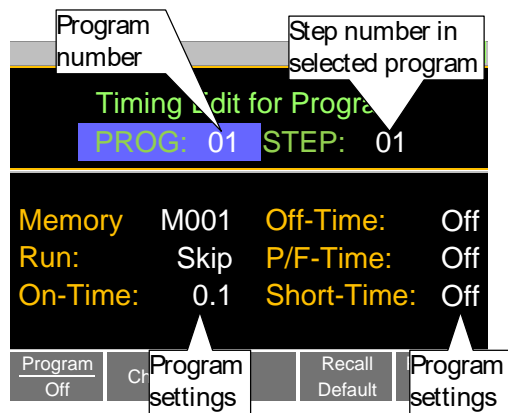 Program
number
Step number in
selected program
Timing Edit for
PROG: 01 STEP: 01
Memory M001 Off-Time: Off
Run: Skip P/F-Time: Off
On-Time: 0.1 Short-Time: Off
Program
Off
Recall
Default
Program
settings
Program
settings